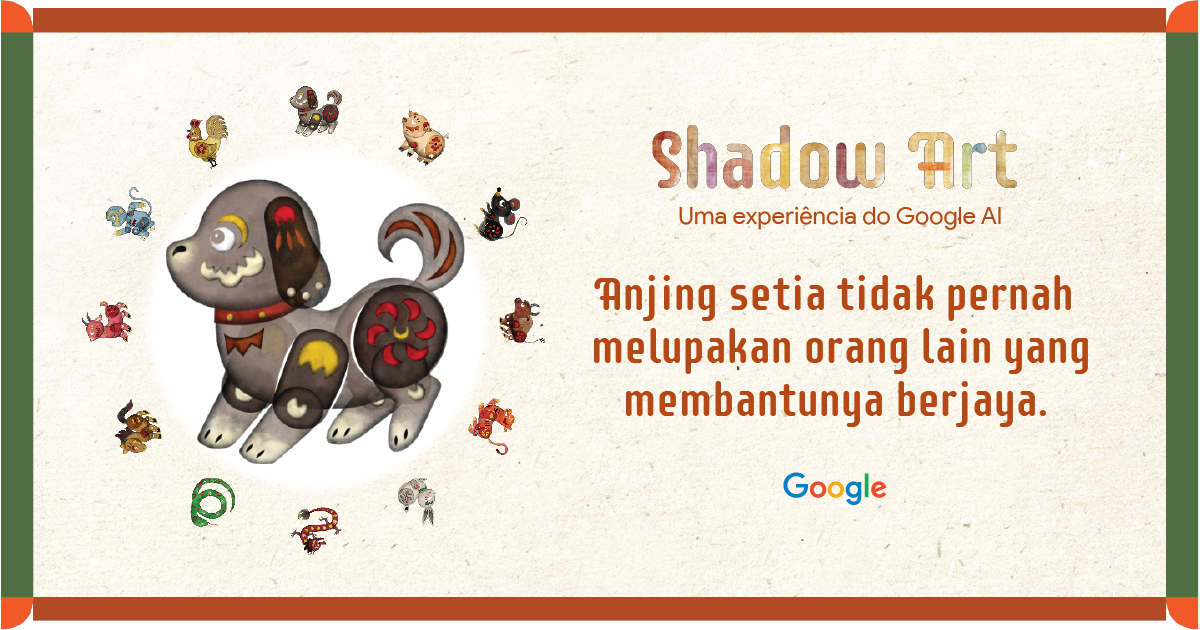 Shadow Art
Uma experiência do Google AI
Anjing setia tidak pernah
melupakan orang lain yang
membantunya berjaya.
Google